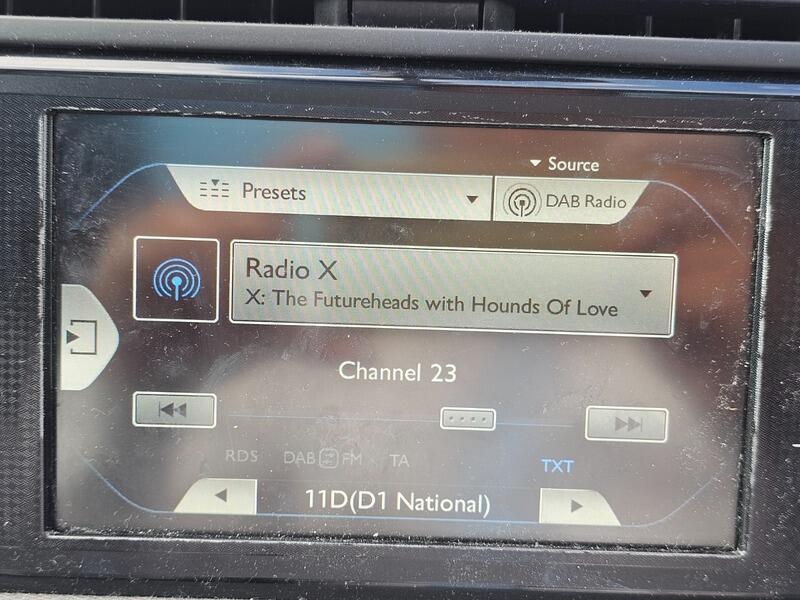 Source
Presets
DAB Radio
Radio X
X: The Futureheads with Hounds Of Love
Channel 23
RDS DAB FM TA TXT
11D(D1 National)